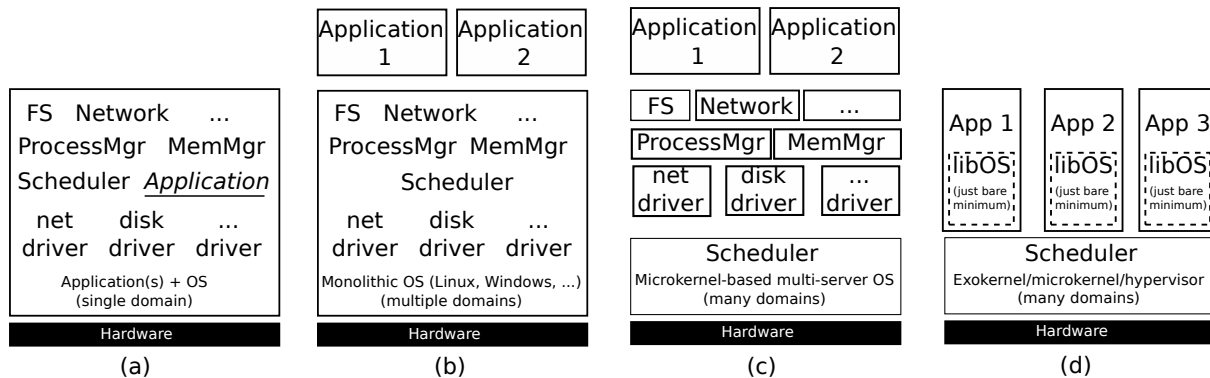 FS Network ...
ProcessMgr MemMgr
Scheduler Application
net disk ...
driver driver driver
Application(s) + OS
(single domain)
Hardware
(a)
Application
1
Application
2
FS Network ...
ProcessMgr MemMgr
Scheduler
net disk ...
driver driver driver
Monolithic OS (Linux, Windows, ...)
(multiple domains)
Hardware
(b)
Application
1
Application
2
FS Network ...
ProcessMgr MemMgr
net
driver
disk
driver
...
driver
Scheduler
Microkernel-based multi-server OS
(many domains)
Hardware
(c)
App 1
libOS
(just bare
minimum)
App 2
libOS
(just bare
minimum)
App 3
libOS
(just bare
minimum)
Scheduler
Exokernel/microkernel/hypervisor
(many domains)
Hardware
(d)